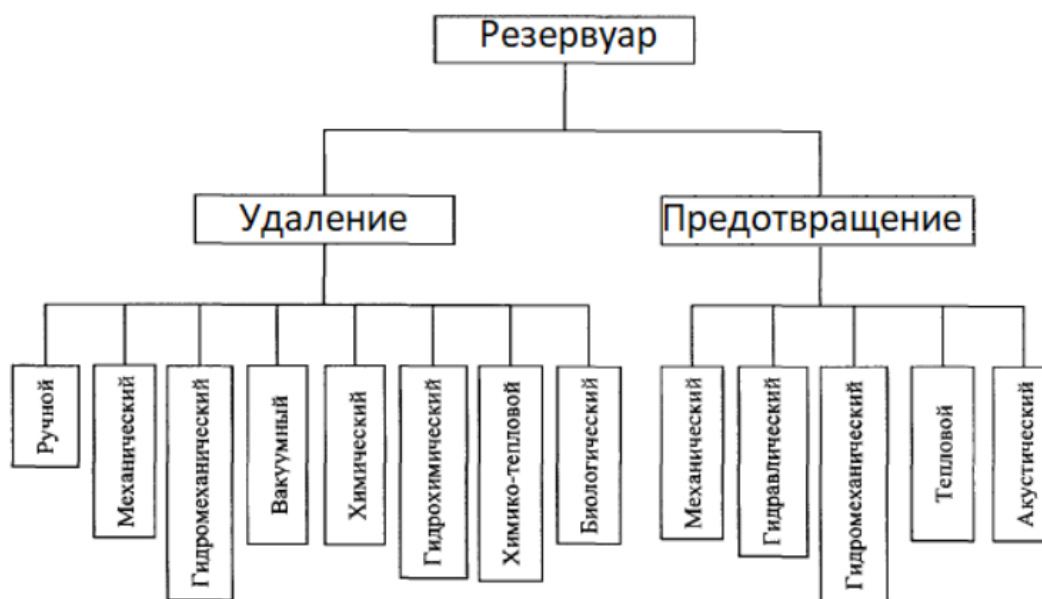 Резервуар
Удаление
Предотвращение
Ручной
Механический
Гидромеханический
Вакуумный
Химический
Гидрохимический
Химико-тепловой
Биологический
Механический
Гидравлический
Гидромеханический
Тепловой
Акустический